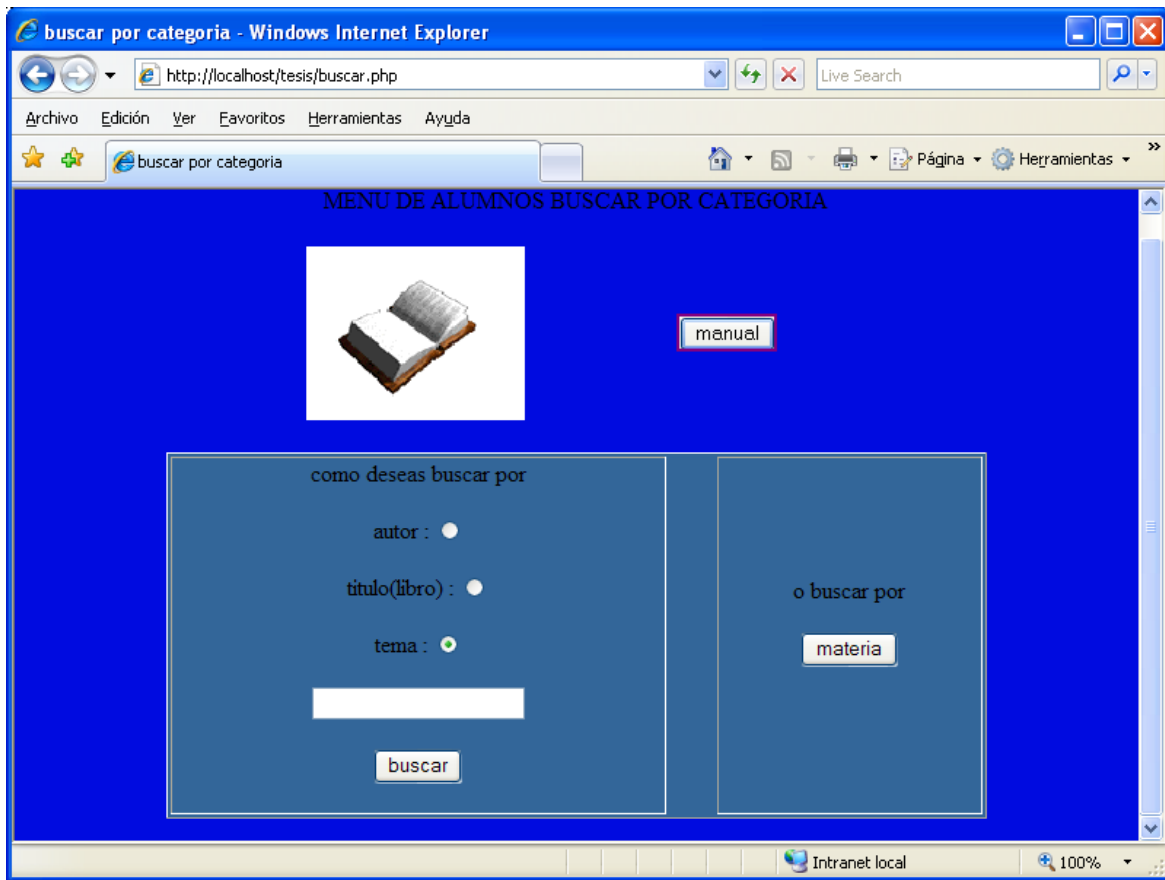 buscar por categoria - Windows Internet Explorer
http://localhost/tesis/buscar.php
Live Search
Archivo Edición Ver Favoritos Herramientas Ayuda
buscar por categoria
Página Herramientas »
MENU DE ALUMNOS BUSCAR POR CATEGORIA
manual
como deseas buscar por
autor :
titulo(libro) :
tema :
buscar
o buscar por
materia
Intranet local 100%